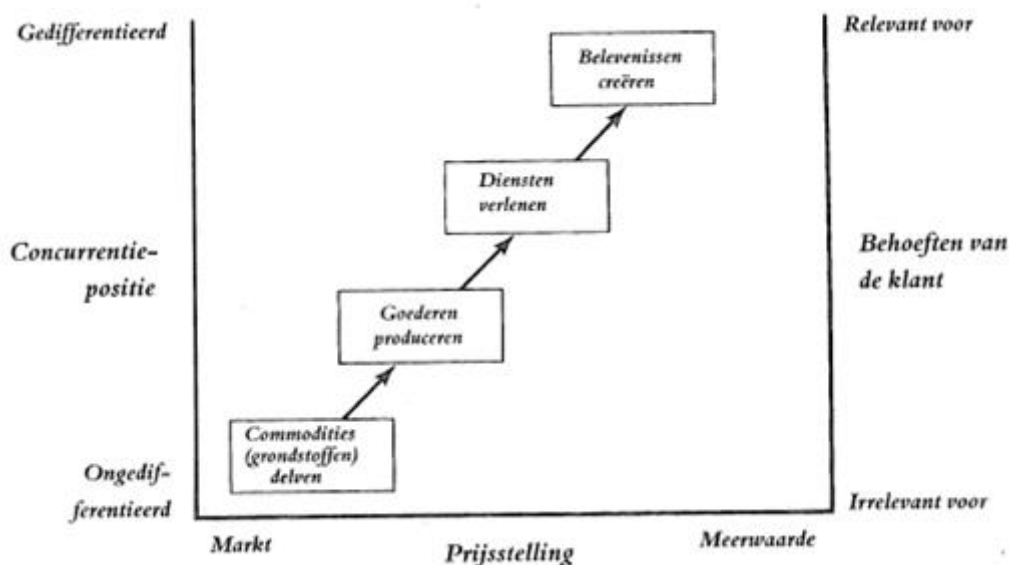 Gedifferentieerd
Relevant voor
Belevenissen
creëren
Diensten
verlenen
Concurrentie-
positie
Behoeften van
de klant
Goederen
produceren
Commodities
(grondstoffen)
delven
Ongedif-
ferentieerd
Irrelevant voor
Markt
Prijsstelling
Meerwaarde